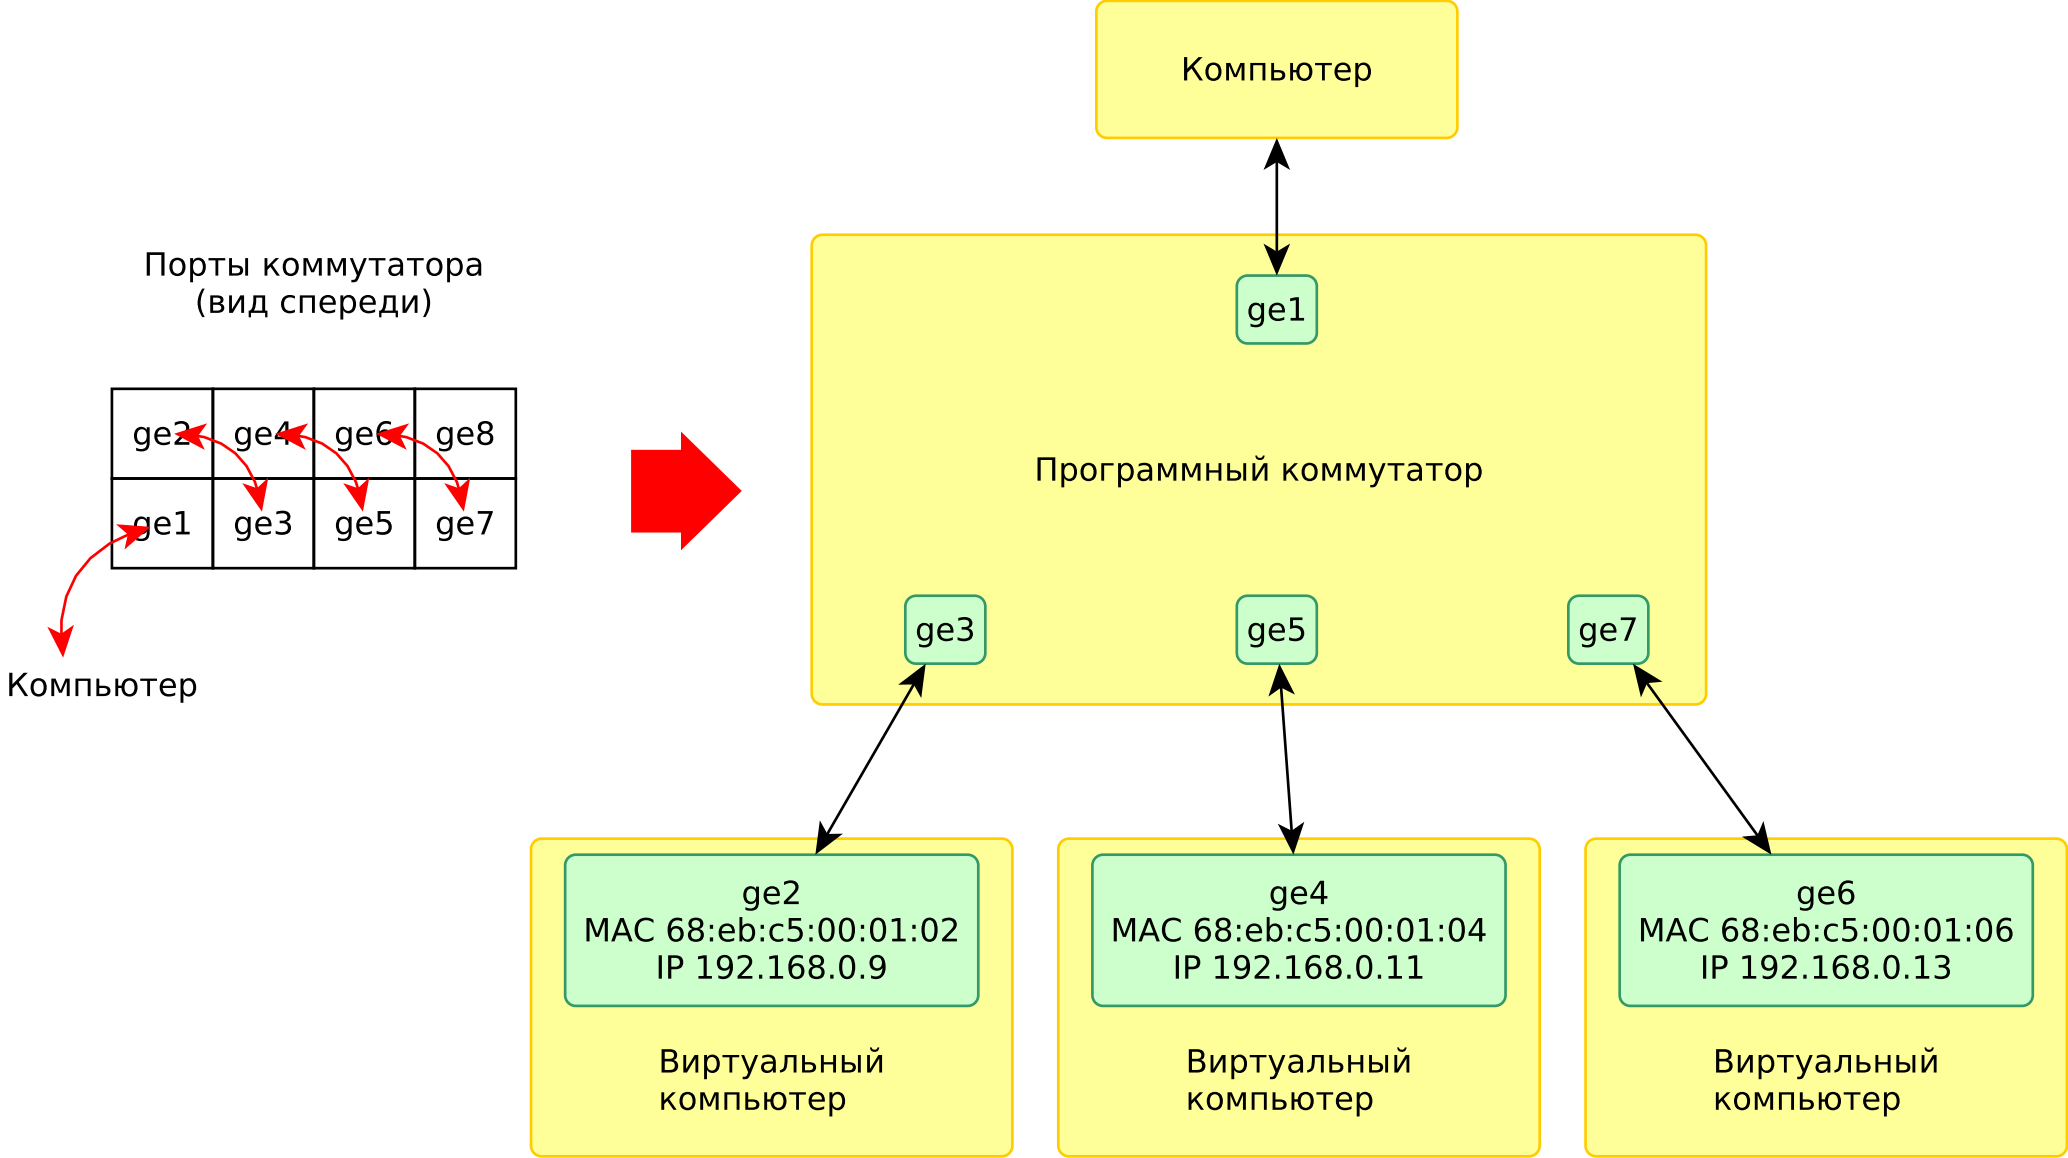 Порты коммутатора
(вид спереди)
ge2 ge4 ge6 ge8
ge1 ge3 ge5 ge7
Компьютер
Компьютер
ge1
Программный коммутатор
ge3 ge5 ge7
ge2
MAC 68:eb:c5:00:01:02
IP 192.168.0.9
Виртуальный
компьютер
ge4
MAC 68:eb:c5:00:01:04
IP 192.168.0.11
Виртуальный
компьютер
ge6
MAC 68:eb:c5:00:01:06
IP 192.168.0.13
Виртуальный
компьютер